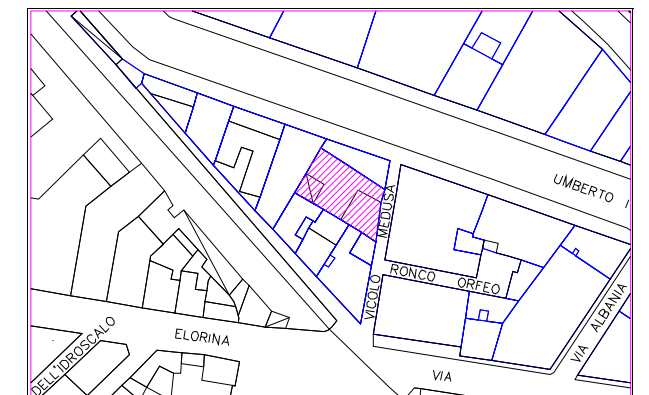 UMBERTO I
MEDUSA
VICOLO
RONCO ORFEO
VIA ALBANIA
ELORINA
DELL'IDROSCALO
VIA